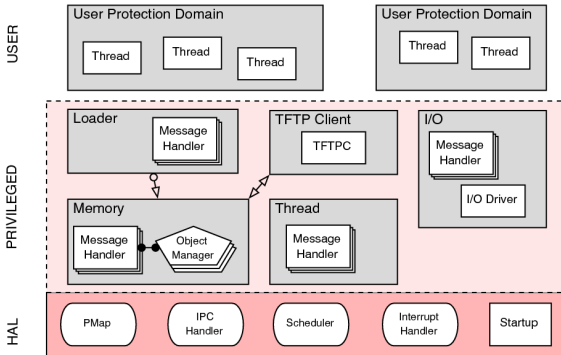 USER
User Protection Domain
Thread
Thread
Thread
User Protection Domain
Thread
Thread
PRIVILEGED
Loader
Message
Handler
TFTP Client
TFTPC
I/O
Message
Handler
I/O Driver
Memory
Message
Handler
Object
Manager
Thread
Message
Handler
HAL
PMap
IPC
Handler
Scheduler
Interrupt
Handler
Startup